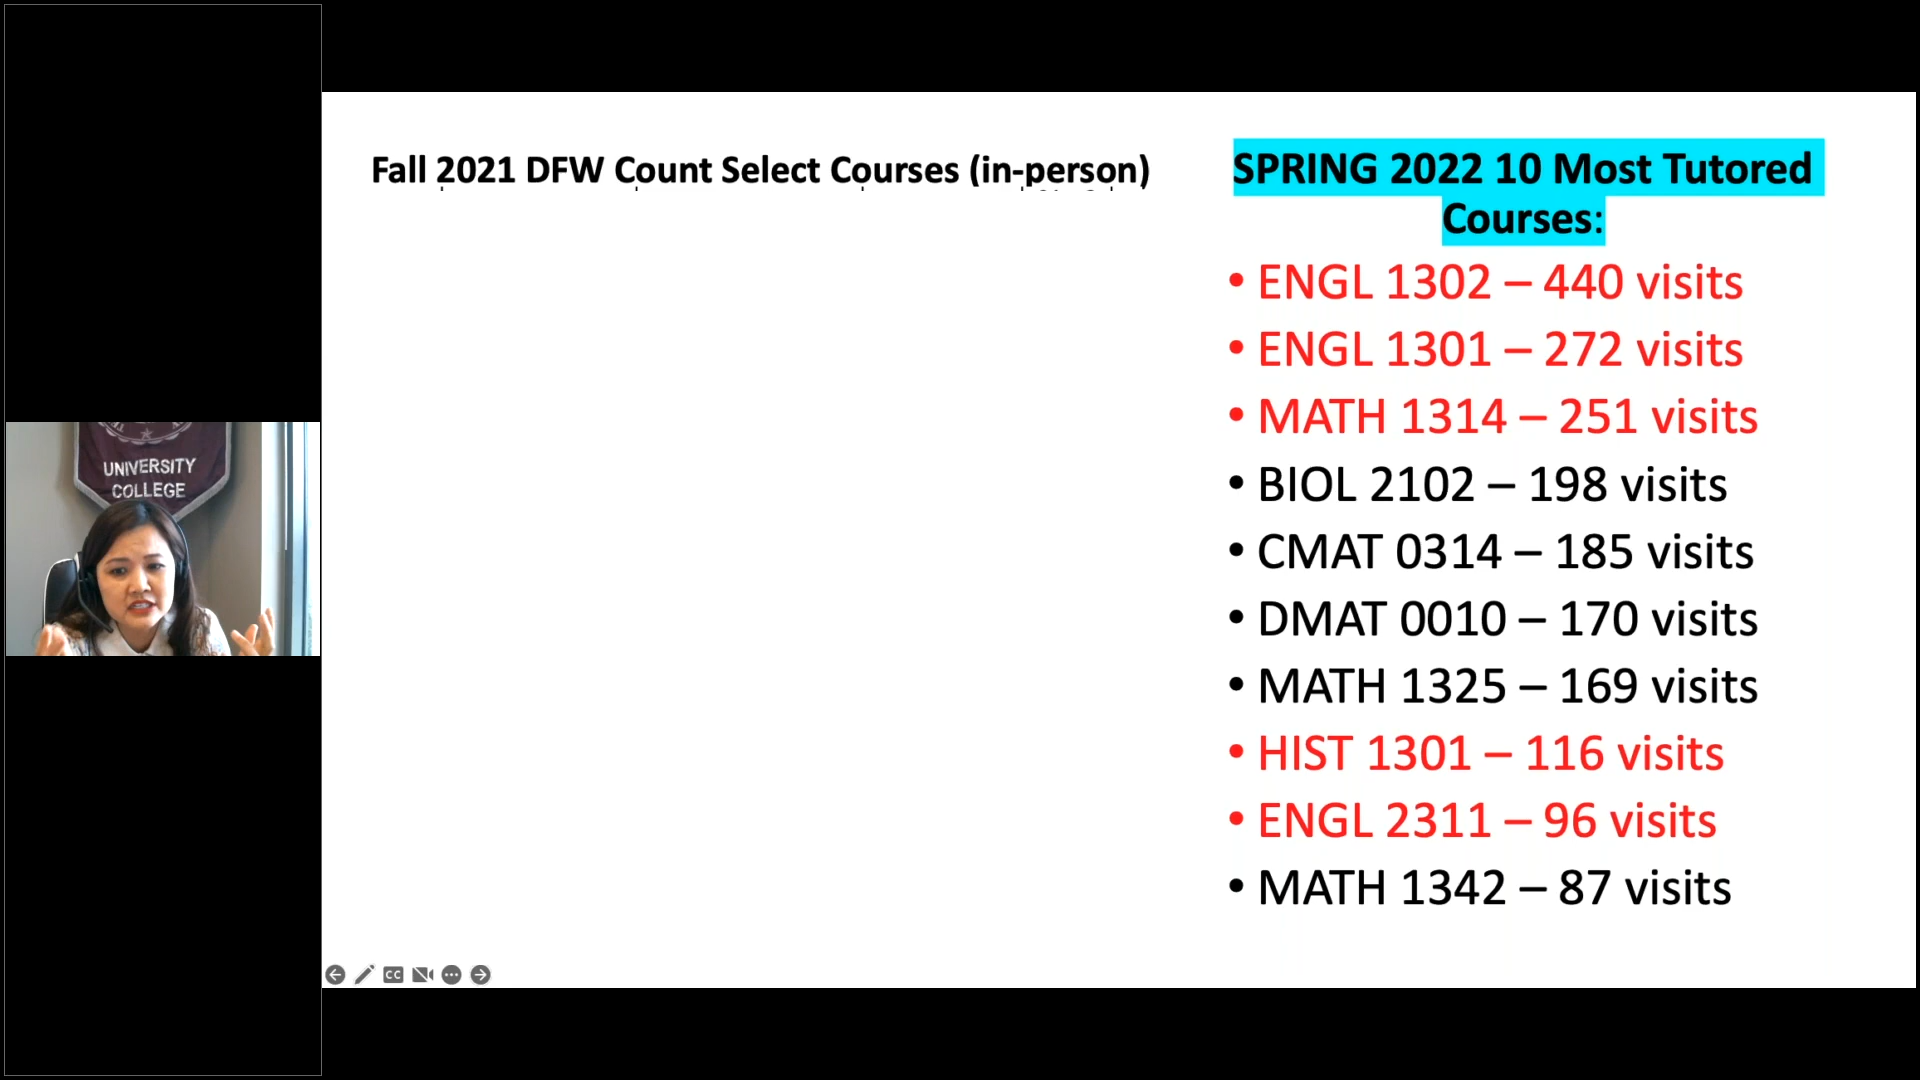 UNIVERSITY
COLLEGE
Fall 2021 DFW Count Select Courses (in-person)
SPRING 2022 10 Most Tutored
Courses:
• ENGL 1302 – 440 visits
• ENGL 1301 – 272 visits
• MATH 1314 – 251 visits
• BIOL 2102 – 198 visits
• CMAT 0314 – 185 visits
• DMAT 0010 – 170 visits
• MATH 1325 – 169 visits
• HIST 1301 – 116 visits
• ENGL 2311 – 96 visits
• MATH 1342 – 87 visits
CC